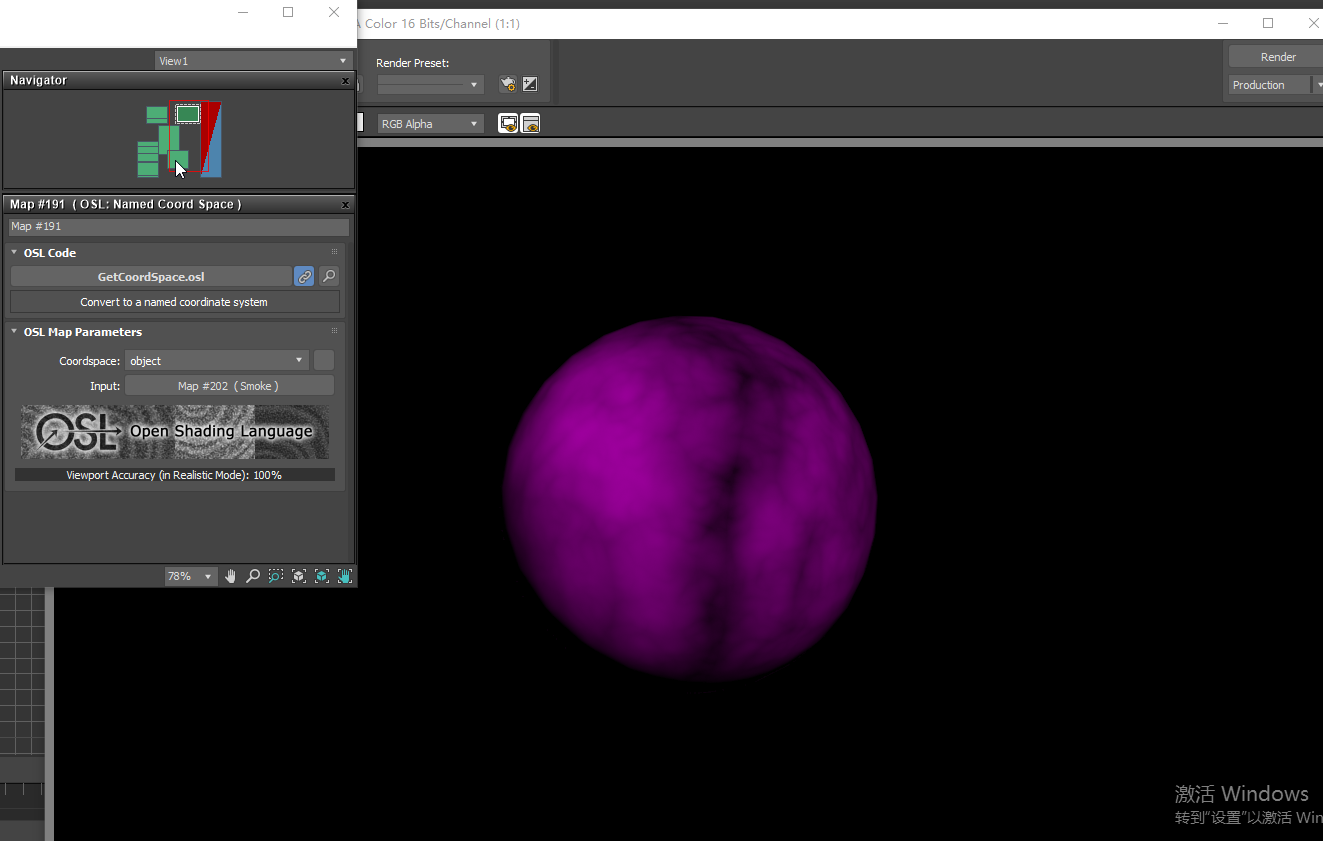 A Color 16 Bits/Channel (1:1)
View1
Render Preset:
Render
Navigator
x
Production
RGB Alpha
Map #191 ( OSL: Named Coord Space )
x
Map #191
OSL Code
GetCoordSpace.osl
Convert to a named coordinate system
OSL Map Parameters
Coordspace: object
Input: Map #202 ( Smoke )
OSL Open Shading Language
Viewport Accuracy (in Realistic Mode): 100%
78%
激活 Windows
转到"设置"以激活 Win